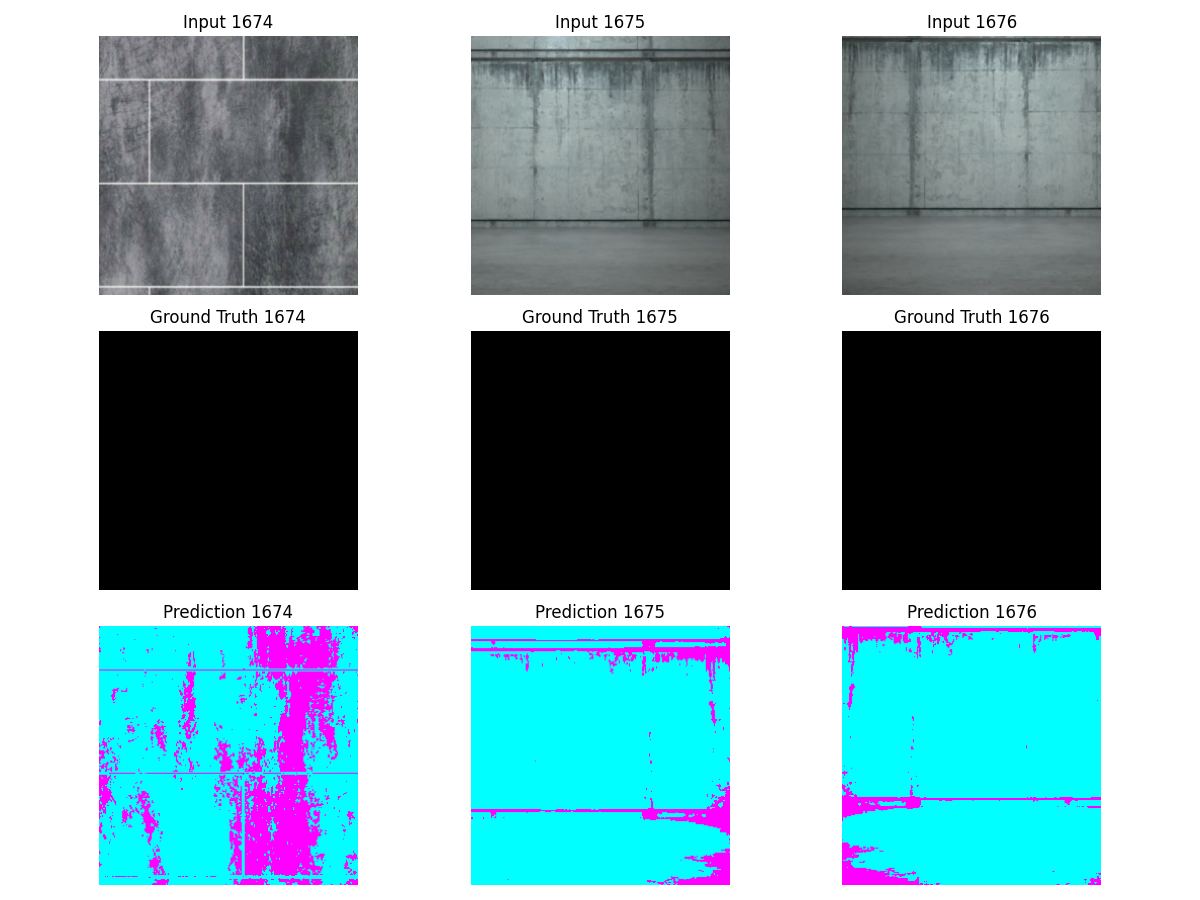 Input 1674
Input 1675
Input 1676
Ground Truth 1674
Ground Truth 1675
Ground Truth 1676
Prediction 1674
Prediction 1675
Prediction 1676